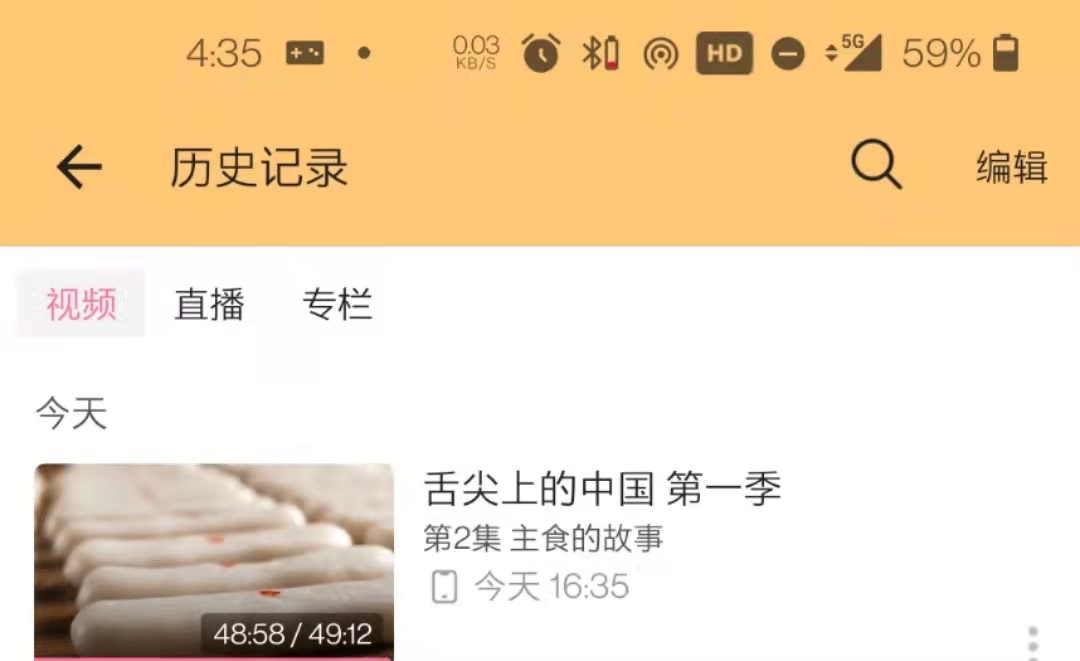 4:35 0.03 KB/S HD 5G 59%
历史记录 编辑
视频 直播 专栏
今天
舌尖上的中国 第一季
第2集 主食的故事
今天 16:35
48:58 / 49:12